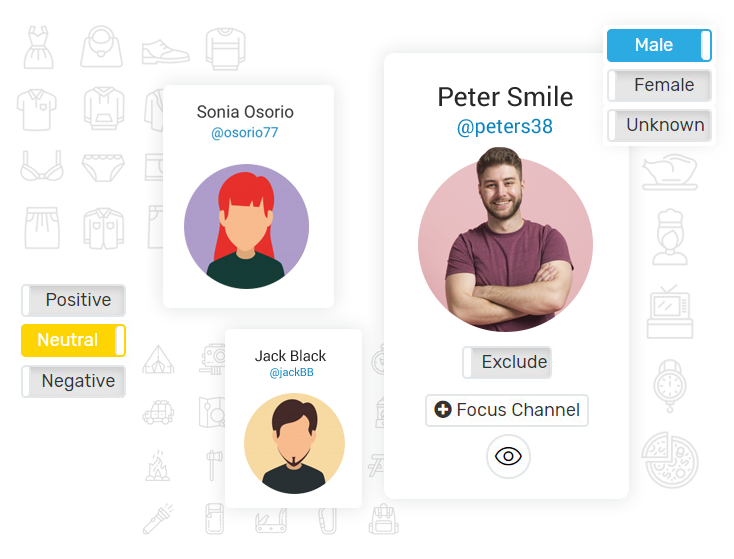 Male
Female
Unknown
Peter Smile
@peters38
Sonia Osorio
@osorio77
Positive
Neutral
Negative
Jack Black
@jackBB
Exclude
Focus Channel